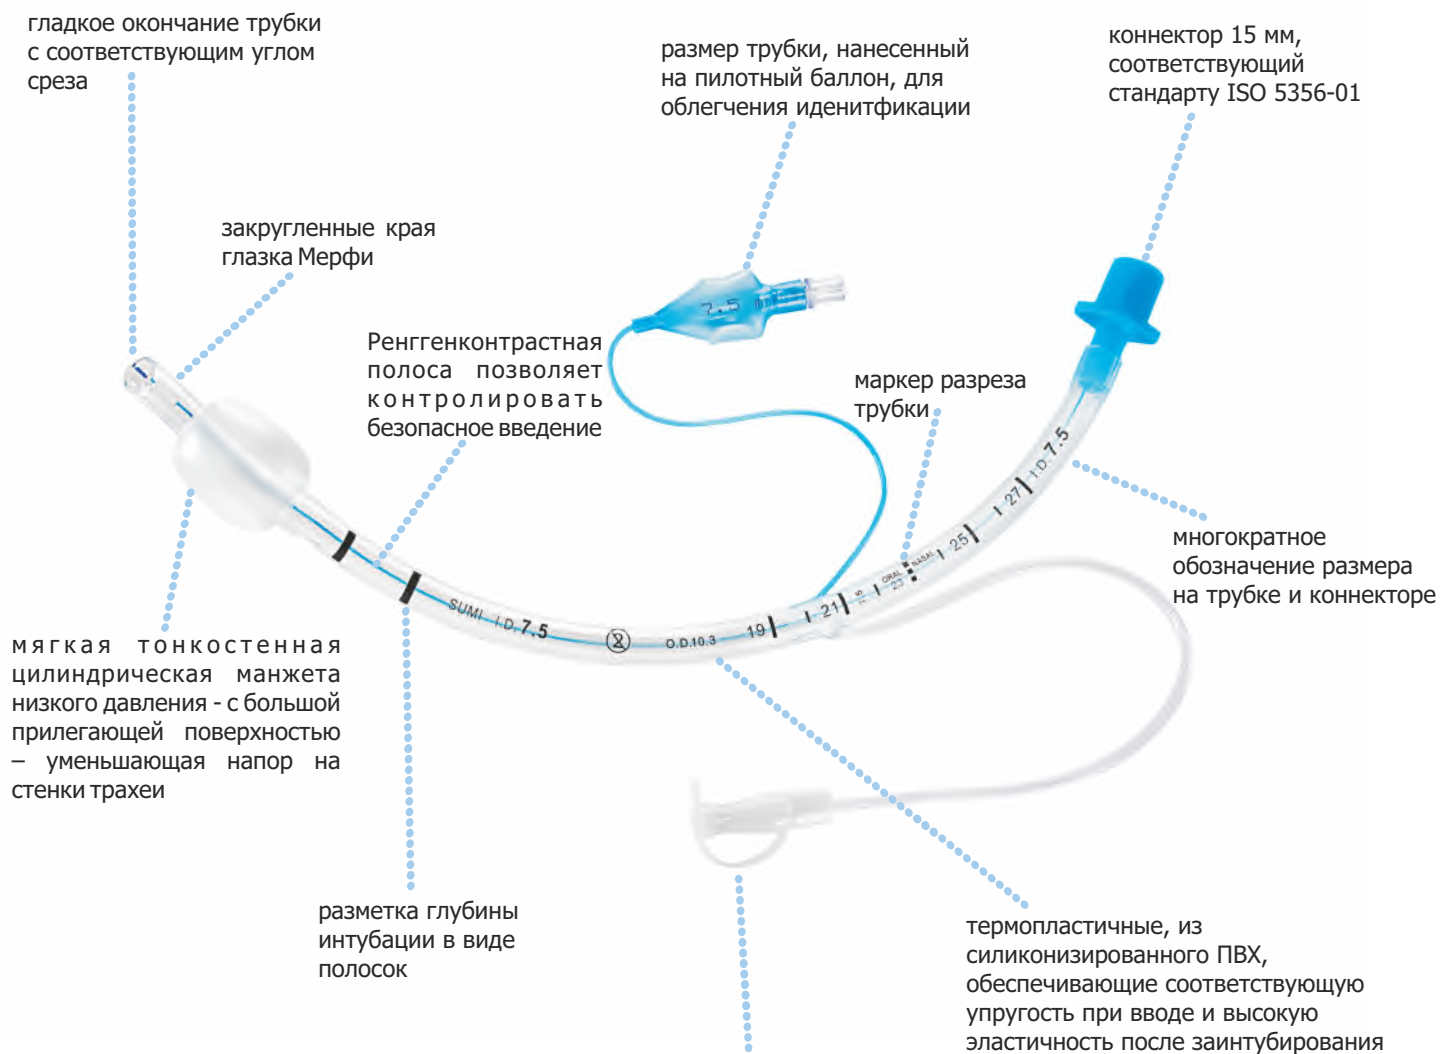 гладкое окончание трубки
с соответствующим углом
среза
размер трубки, нанесенный
на пилотный баллон, для
облегчения иденитфикации
коннектор 15 мм,
соответствующий
стандарту ISO 5356-01
закругленные края
глазка Мерфи
Ренггенконтрастная
полоса позволяет
контролировать
безопасное введение
маркер разреза
трубки
7.5
I.D. 7.5
27
25
NASAL
ORAL
23
21
19
O.D.10.3
2
SUMI I.D. 7.5
многократное
обозначение размера
на трубке и коннекторе
мягкая тонкостенная
цилиндрическая манжета
низкого давления - с большой
прилегающей поверхностью
– уменьшающая напор на
стенки трахеи
разметка глубины
интубации в виде
полосок
термопластичные, из
силиконизированного ПВХ,
обеспечивающие соответствующую
упругость при вводе и высокую
эластичность после заинтубирования